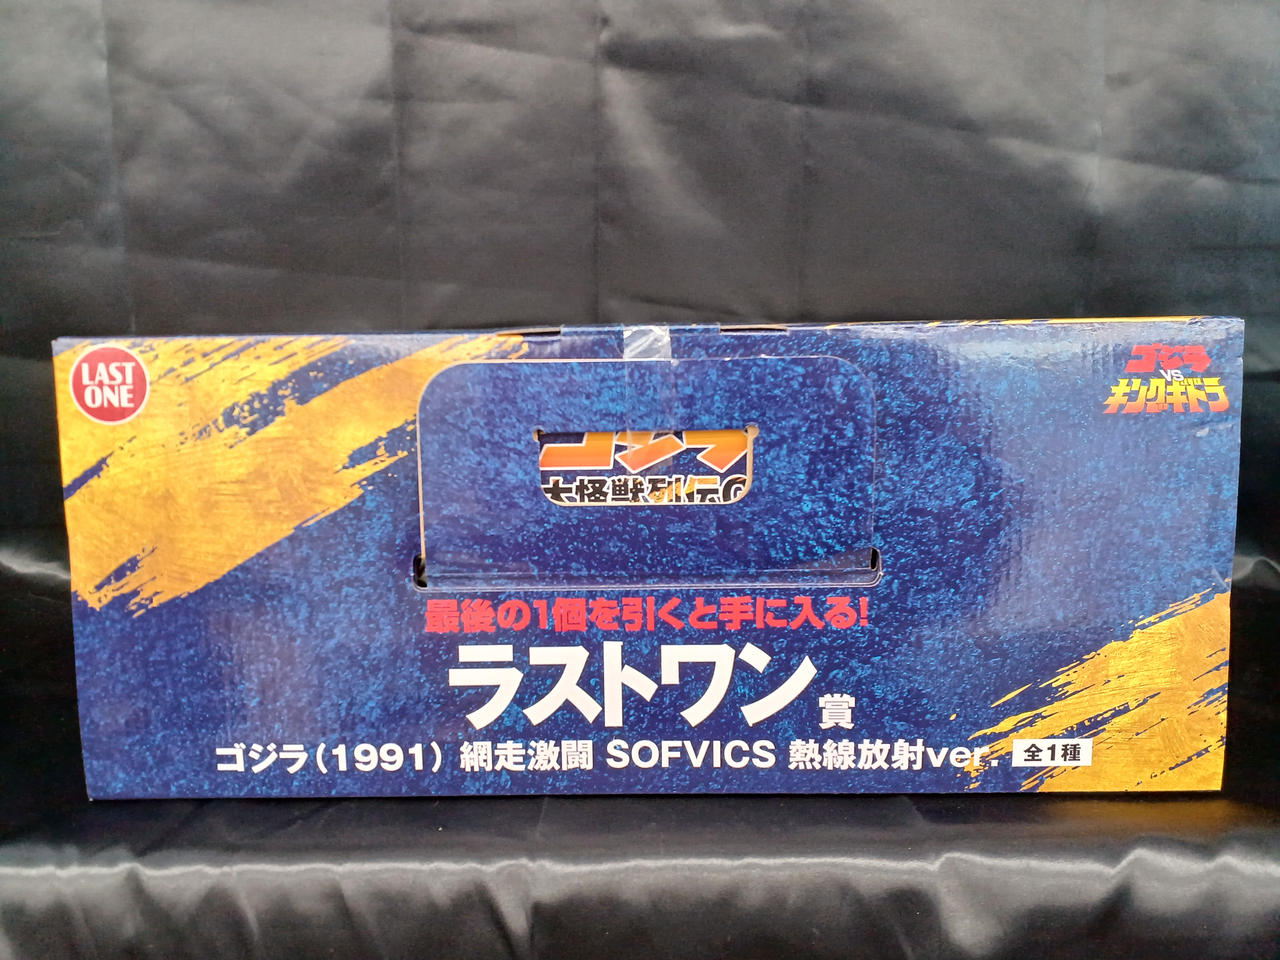 LAST
ONE
ゴジラ
VS
キングギドラ
ゴジラ
大怪獣列伝
最後の1個を引くと手に入る!
ラストワン賞
ゴジラ(1991) 網走激闘 SOFVICS 熱線放射ver. 全1種